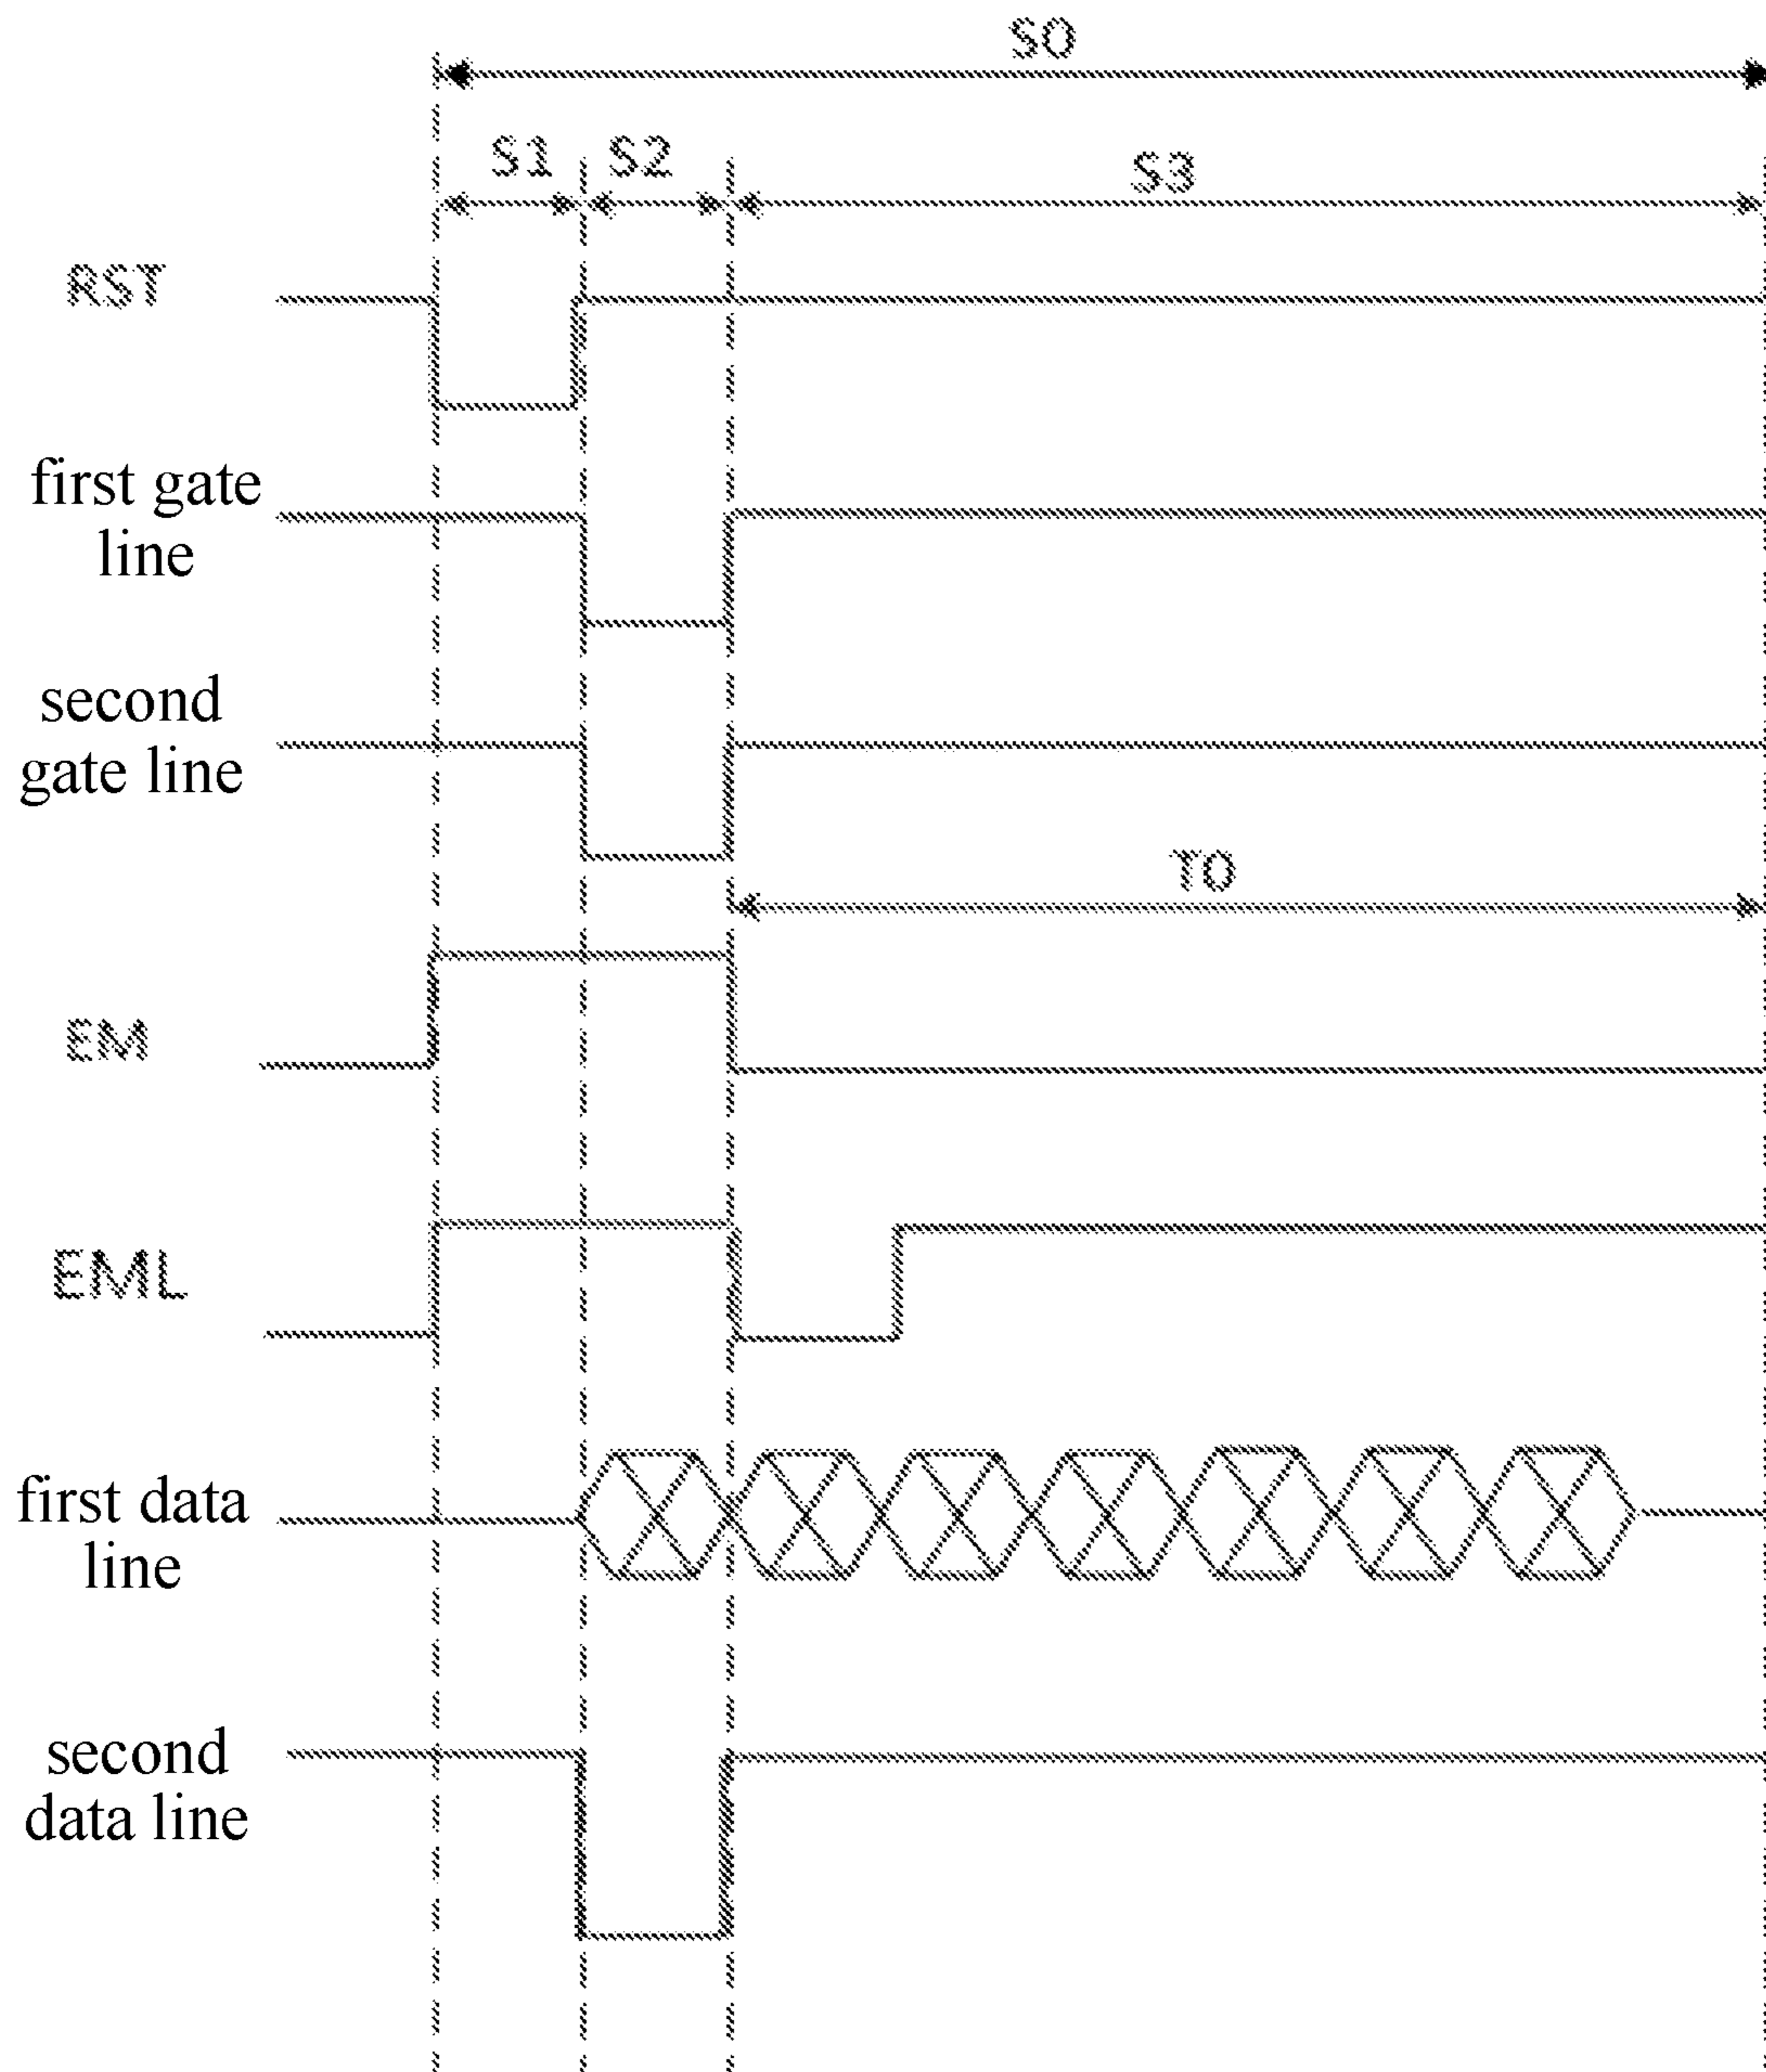 S0
S1 S2 S3
RST
first gate
line
second
gate line
T0
EM
EML
first data
line
second
data line